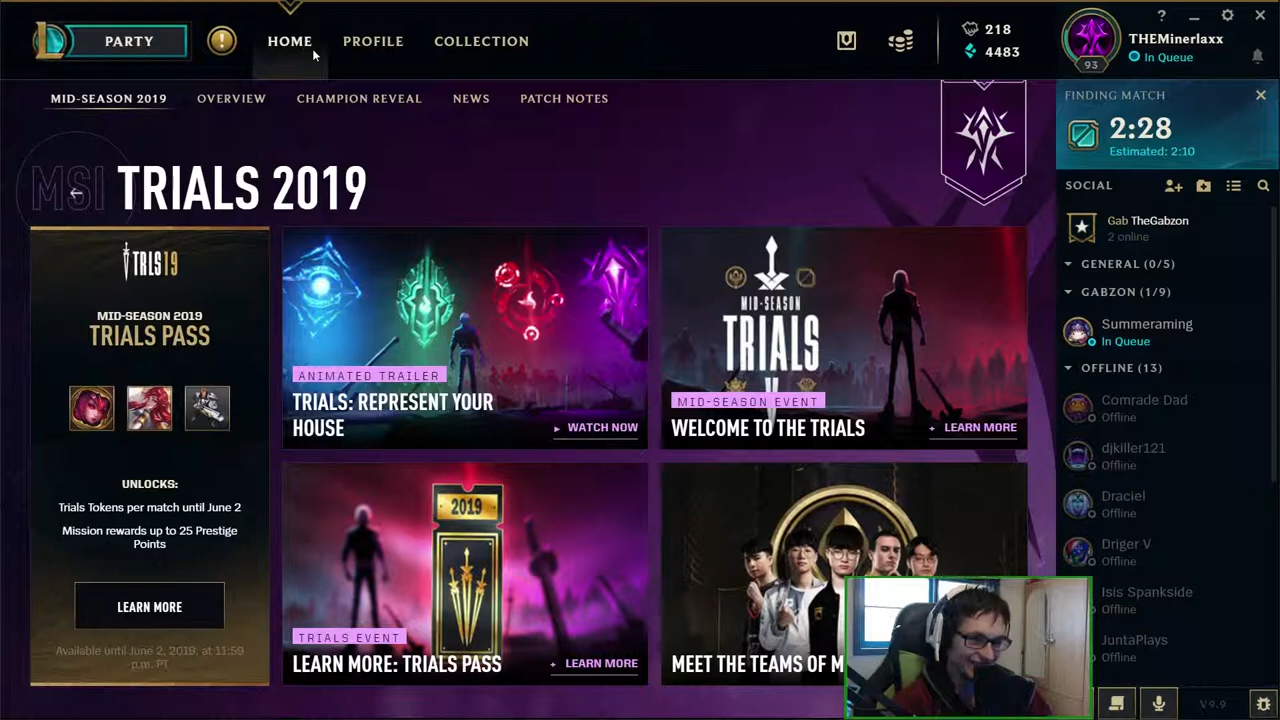 PARTY
HOME
PROFILE
COLLECTION
218
4483
93
THEMinerlaxx
In Queue
MID-SEASON 2019
OVERVIEW
CHAMPION REVEAL
NEWS
PATCH NOTES
FINDING MATCH
2:28
Estimated: 2:10
MSI TRIALS 2019
TRLS19
MID-SEASON 2019
TRIALS PASS
UNLOCKS:
Trials Tokens per match until June 2
Mission rewards up to 25 Prestige
Points
LEARN MORE
Available until June 2, 2019, at 11:59
p.m. PT
ANIMATED TRAILER
TRIALS: REPRESENT YOUR
HOUSE
WATCH NOW
MID-SEASON
TRIALS
MID-SEASON EVENT
WELCOME TO THE TRIALS
+ LEARN MORE
2019
TRIALS EVENT
LEARN MORE: TRIALS PASS
+ LEARN MORE
MEET THE TEAMS OF M
SOCIAL
Gab TheGabzon
2 online
GENERAL (0/5)
GABZON (1/9)
Summeraming
In Queue
OFFLINE (13)
Comrade Dad
Offline
djkiller121
Offline
Draciel
Offline
Driger V
Offline
Isis Spankside
Offline
JuntaPlays
Offline
V9.9